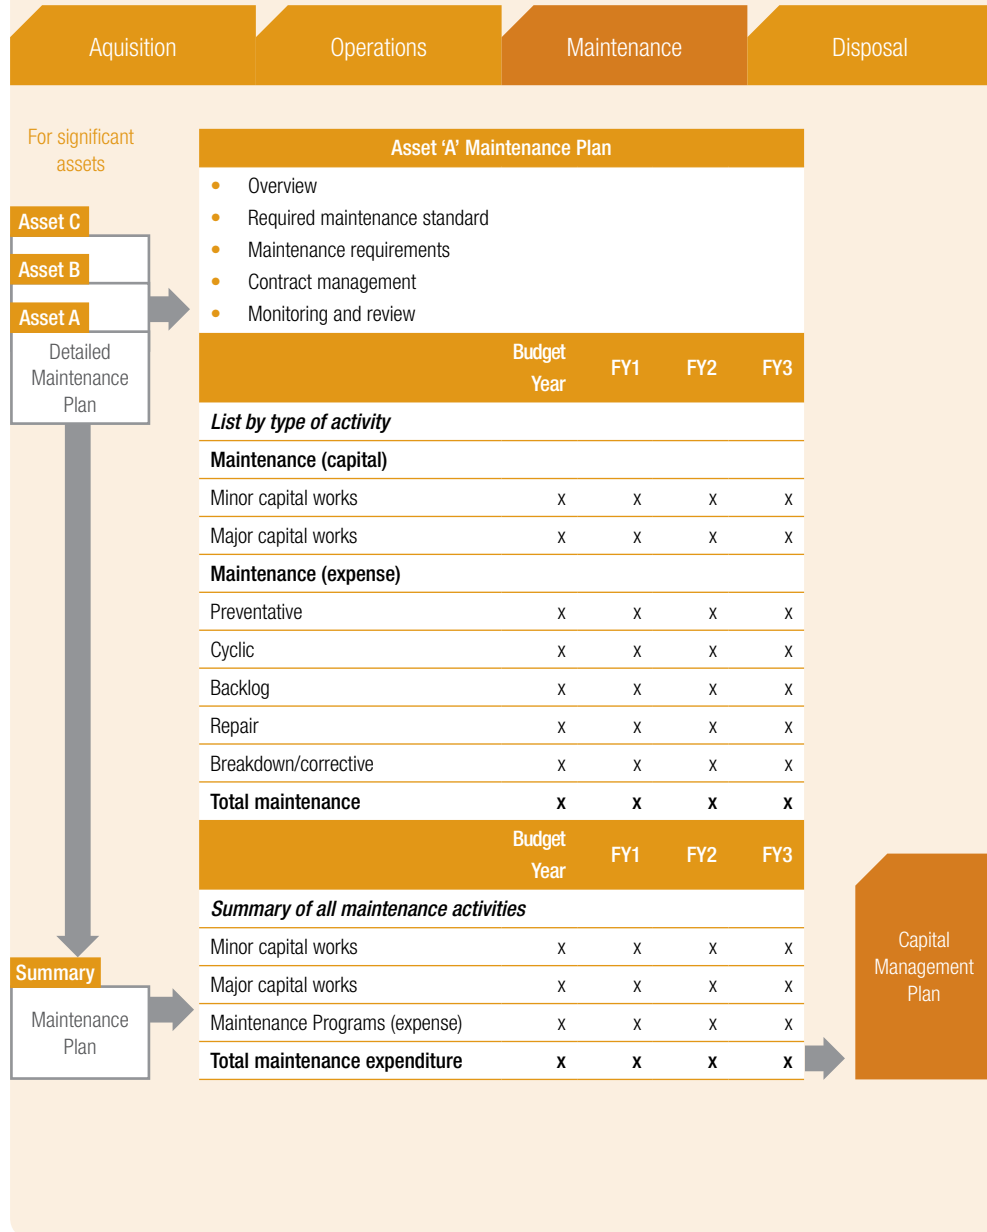 Aquisition Operations Maintenance Disposal
For significant
assets
Asset C
Asset B
Asset A
Detailed
Maintenance
Plan
Asset ‘A’ Maintenance Plan
• Overview
• Required maintenance standard
• Maintenance requirements
• Contract management
• Monitoring and review
Budget
Year FY1 FY2 FY3
List by type of activity
Maintenance (capital)
Minor capital works x x x x
Major capital works x x x x
Maintenance (expense)
Preventative x x x x
Cyclic x x x x
Backlog x x x x
Repair x x x x
Breakdown/corrective x x x x
Total maintenance x x x x
Budget
Year FY1 FY2 FY3
Summary of all maintenance activities
Minor capital works x x x x
Major capital works x x x x
Maintenance Programs (expense) x x x x
Total maintenance expenditure x x x x
Summary
Maintenance
Plan
Capital
Management
Plan